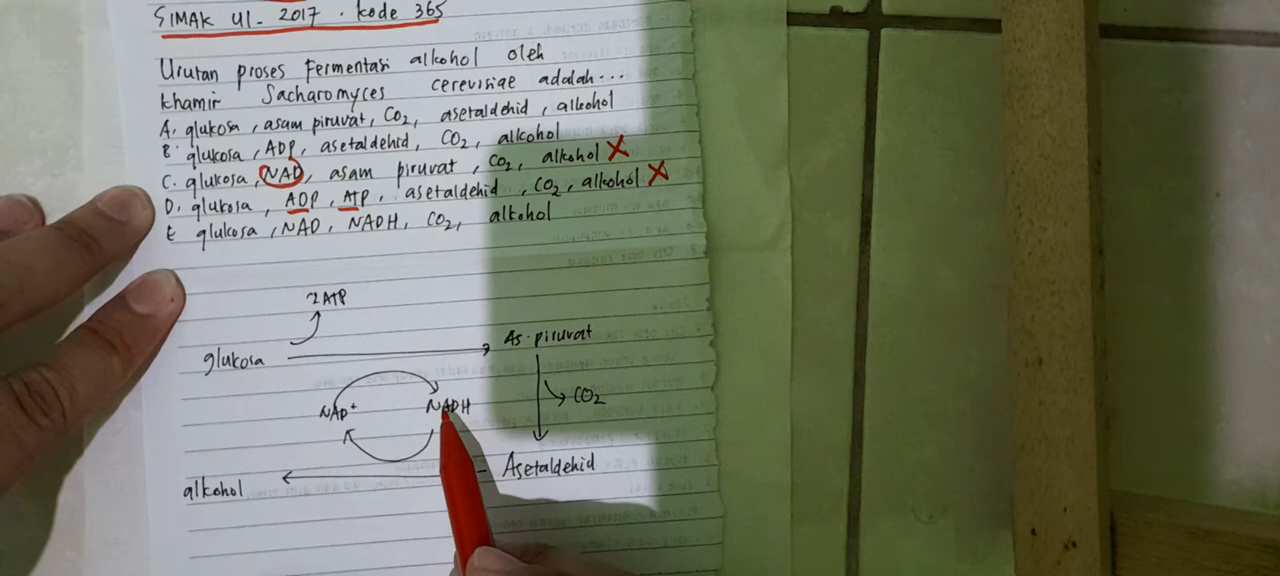 SIMAK UI - 2017 . kode 365
Urutan proses Fermentasi alkohol oleh
khamir Sacharomyces cerevisiae adalah...
A. glukosa, asam piruvat, CO2, asetaldehid, alkohol
B. glukosa, ADP, asetaldehid, CO2, alkohol
C. glukosa, NAD, asam piruvat, CO2, alkohol X
D. glukosa, ADP, ATP, asetaldehid, CO2, alkohol X
E glukosa, NAD, NADH, CO2, alkohol
2 ATP
glukosa
As. piruvat
CO2
NAD+
NADH
Asetaldehid
alkohol